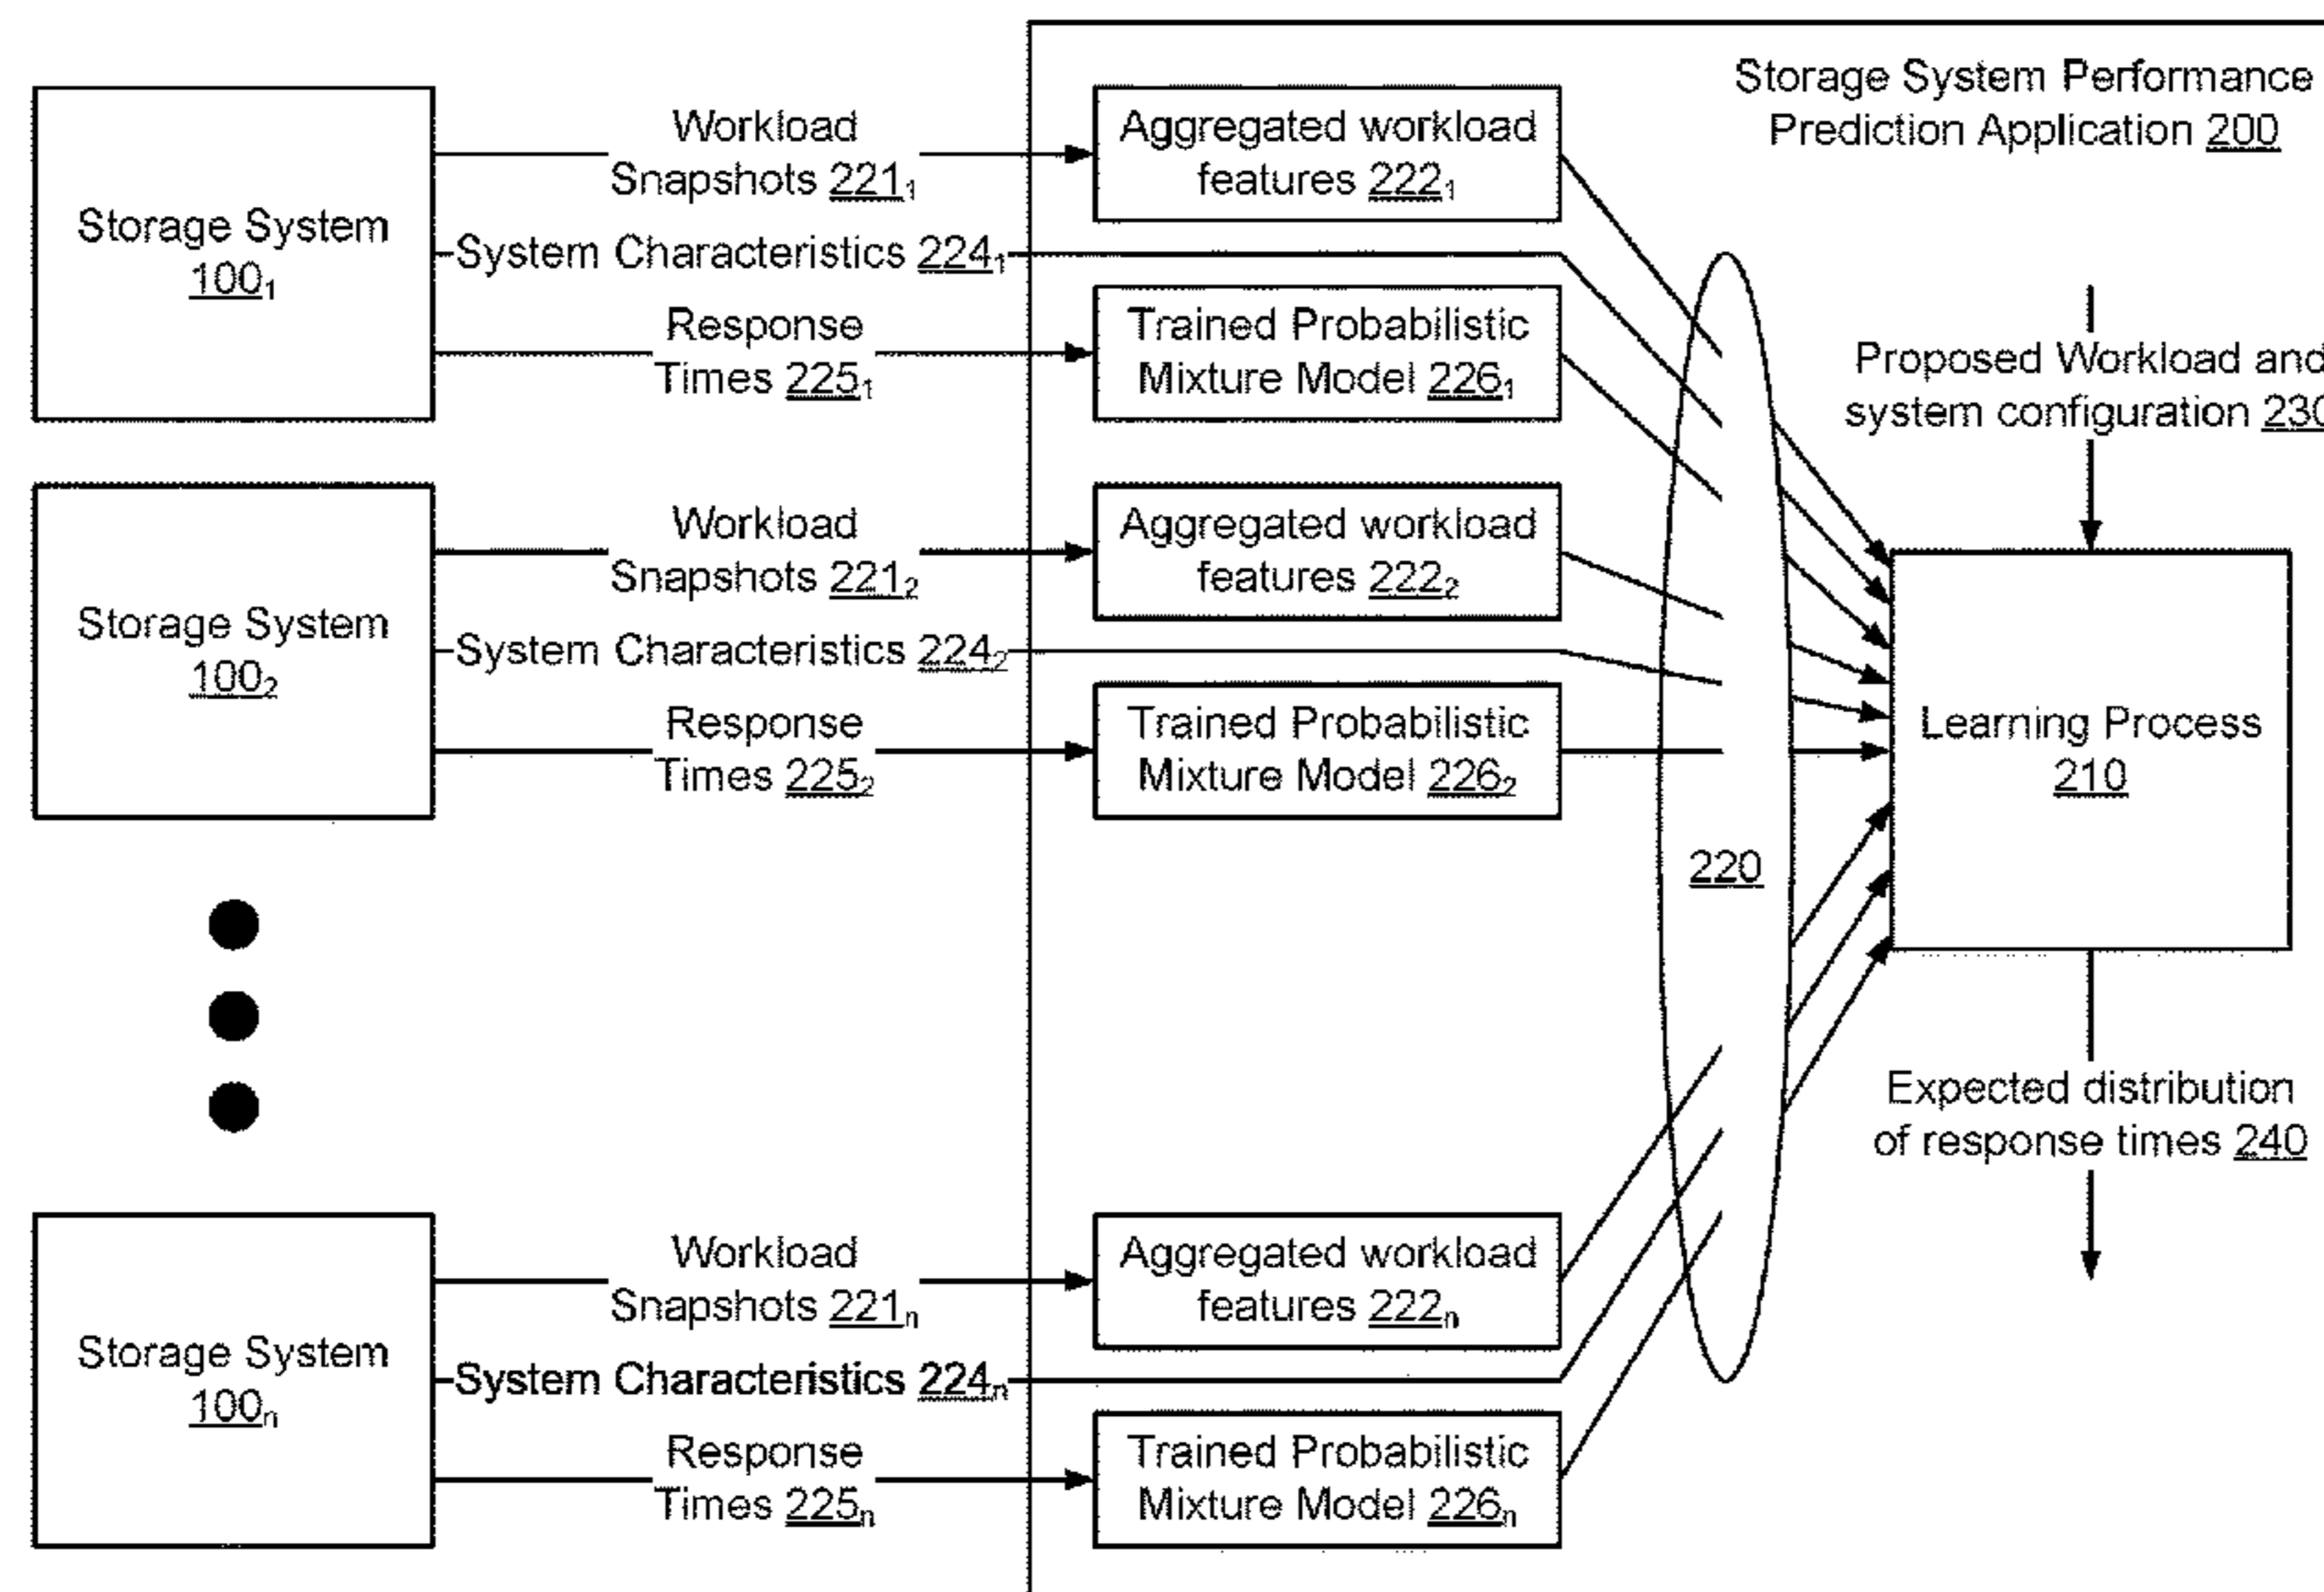 Storage System Performance
Prediction Application 200
Storage System
100₁
Workload
Snapshots 221₁
System Characteristics 224₁
Response
Times 225₁
Aggregated workload
features 222₁
Trained Probabilistic
Mixture Model 226₁
Proposed Workload and
system configuration 230
Storage System
100₂
Workload
Snapshots 221₂
System Characteristics 224₂
Response
Times 225₂
Aggregated workload
features 222₂
Trained Probabilistic
Mixture Model 226₂
220
Learning Process
210
Expected distribution
of response times 240
Storage System
100ₙ
Workload
Snapshots 221ₙ
System Characteristics 224ₙ
Response
Times 225ₙ
Aggregated workload
features 222ₙ
Trained Probabilistic
Mixture Model 226ₙ